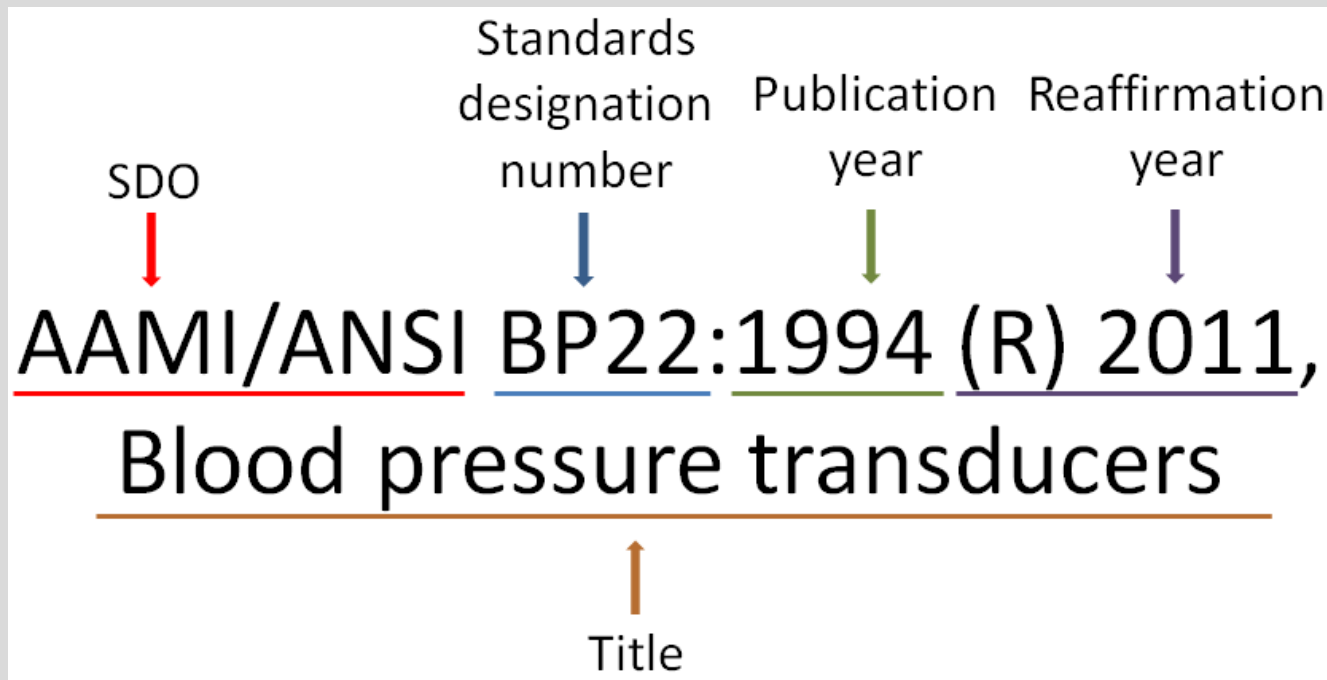 Standards
designation
number
Publication
year
Reaffirmation
year
SDO
AAMI/ANSI BP22:1994 (R) 2011,
Blood pressure transducers
Title